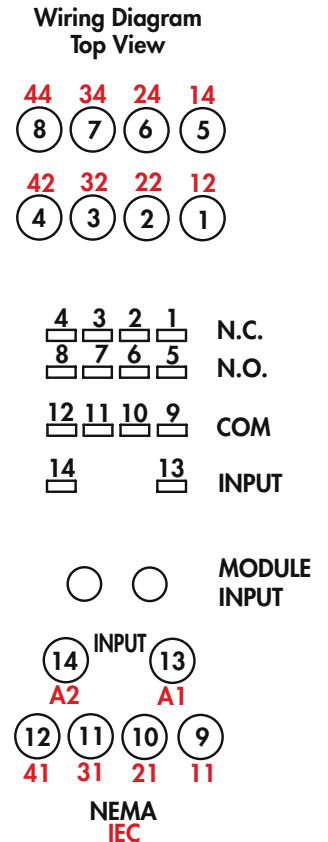 Wiring Diagram
Top View
44 34 24 14
8 7 6 5
42 32 22 12
4 3 2 1
4 3 2 1 N.C.
8 7 6 5 N.O.
12 11 10 9 COM
14 13 INPUT
MODULE
INPUT
INPUT
14 13
A2 A1
12 11 10 9
41 31 21 11
NEMA
IEC